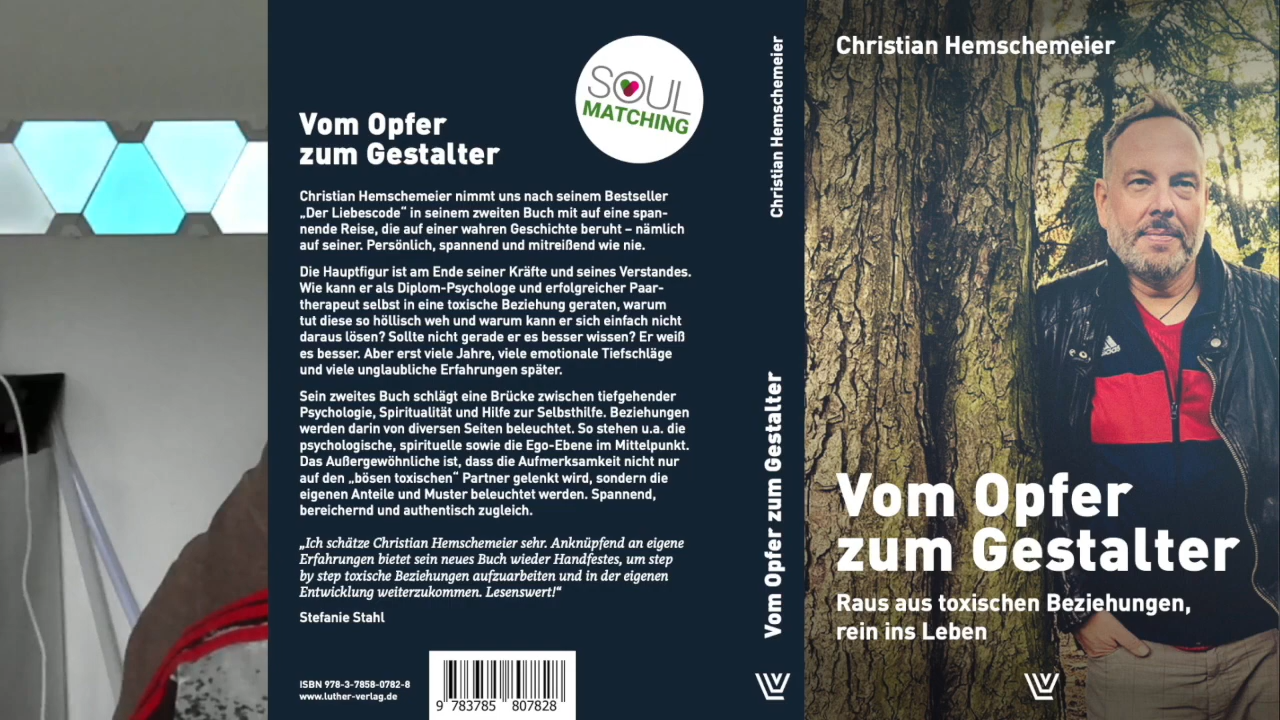 SOUL
MATCHING
Vom Opfer
zum Gestalter
Christian Hemschemeier nimmt uns nach seinem Bestseller
„Der Liebescode“ in seinem zweiten Buch mit auf eine span-
nende Reise, die auf einer wahren Geschichte beruht – nämlich
auf seiner. Persönlich, spannend und mitreißend wie nie.
Die Hauptfigur ist am Ende seiner Kräfte und seines Verstandes.
Wie kann er als Diplom-Psychologe und erfolgreicher Paar-
therapeut selbst in eine toxische Beziehung geraten, warum
tut diese so höllisch weh und warum kann er sich einfach nicht
daraus lösen? Sollte nicht gerade er es besser wissen? Er weiß
es besser. Aber erst viele Jahre, viele emotionale Tiefschläge
und viele unglaubliche Erfahrungen später.
Sein zweites Buch schlägt eine Brücke zwischen tiefgehender
Psychologie, Spiritualität und Hilfe zur Selbsthilfe. Beziehungen
werden darin von diversen Seiten beleuchtet. So stehen u.a. die
psychologische, spirituelle sowie die Ego-Ebene im Mittelpunkt.
Das Außergewöhnliche ist, dass die Aufmerksamkeit nicht nur
auf den „bösen toxischen“ Partner gelenkt wird, sondern die
eigenen Anteile und Muster beleuchtet werden. Spannend,
bereichernd und authentisch zugleich.
„Ich schätze Christian Hemschemeier sehr. Anknüpfend an eigene
Erfahrungen bietet sein neues Buch wieder Handfestes, um step
by step toxische Beziehungen aufzuarbeiten und in der eigenen
Entwicklung weiterzukommen. Lesenswert!“
Stefanie Stahl
ISBN 978-3-7858-0782-8
www.luther-verlag.de
9 783785 807828
Christian Hemschemeier
Vom Opfer zum Gestalter
Christian Hemschemeier
adidas
Vom Opfer
zum Gestalter
Raus aus toxischen Beziehungen,
rein ins Leben